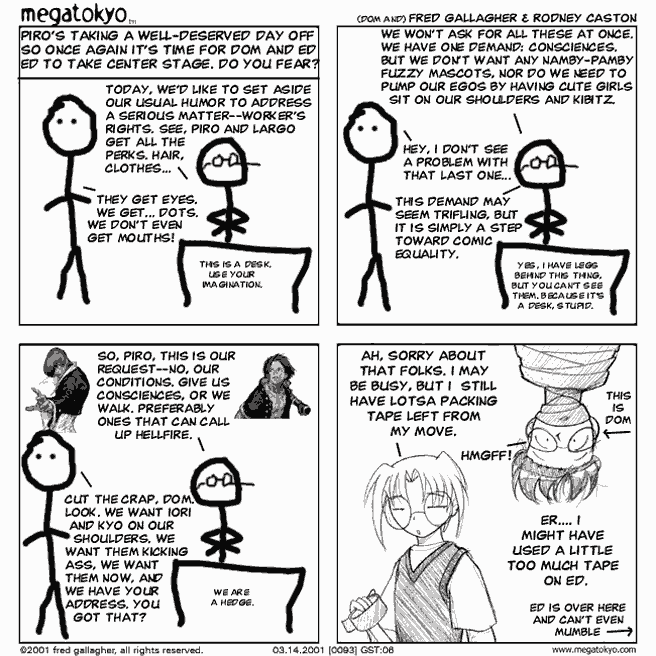 megatokyo™
(DOM AND) FRED GALLAGHER & RODNEY CASTON
PIRO'S TAKING A WELL-DESERVED DAY OFF
SO ONCE AGAIN IT'S TIME FOR DOM AND ED
ED TO TAKE CENTER STAGE. DO YOU FEAR?
TODAY, WE'D LIKE TO SET ASIDE
OUR USUAL HUMOR TO ADDRESS
A SERIOUS MATTER--WORKER'S
RIGHTS. SEE, PIRO AND LARGO
GET ALL THE
PERKS. HAIR,
CLOTHES...
THEY GET EYES.
WE GET... DOTS.
WE DON'T EVEN
GET MOUTHS!
THIS IS A DESK.
USE YOUR
IMAGINATION.
WE WON'T ASK FOR ALL THESE AT ONCE.
WE HAVE ONE DEMAND: CONSCIENCES.
BUT WE DON'T WANT ANY NAMBY-PAMBY
FUZZY MASCOTS, NOR DO WE NEED TO
PUMP OUR EGOS BY HAVING CUTE GIRLS
SIT ON OUR SHOULDERS AND KIBITZ.
HEY, I DON'T SEE
A PROBLEM WITH
THAT LAST ONE...
THIS DEMAND MAY
SEEM TRIFLING, BUT
IT IS SIMPLY A STEP
TOWARD COMIC
EQUALITY.
YES, I HAVE LEGS
BEHIND THIS THING,
BUT YOU CAN'T SEE
THEM. BECAUSE IT'S
A DESK, STUPID.
SO, PIRO, THIS IS OUR
REQUEST--NO, OUR
CONDITIONS. GIVE US
CONSCIENCES, OR WE
WALK. PREFERABLY
ONES THAT CAN CALL
UP HELLFIRE.
CUT THE CRAP, DOM.
LOOK. WE WANT IORI
AND KYO ON OUR
SHOULDERS. WE
WANT THEM KICKING
ASS, WE WANT
THEM NOW, AND
WE HAVE YOUR
ADDRESS. YOU
GOT THAT?
WE ARE
A HEDGE.
AH, SORRY ABOUT
THAT FOLKS. I MAY
BE BUSY, BUT I STILL
HAVE LOTSA PACKING
TAPE LEFT FROM
MY MOVE.
THIS
IS
DOM
HMGFF!
ER.... I
MIGHT HAVE
USED A LITTLE
TOO MUCH TAPE
ON ED.
ED IS OVER HERE
AND CAN'T EVEN
MUMBLE
©2001 fred gallagher, all rights reserved.
03.14.2001 [0093] GST:06
www.megatokyo.com